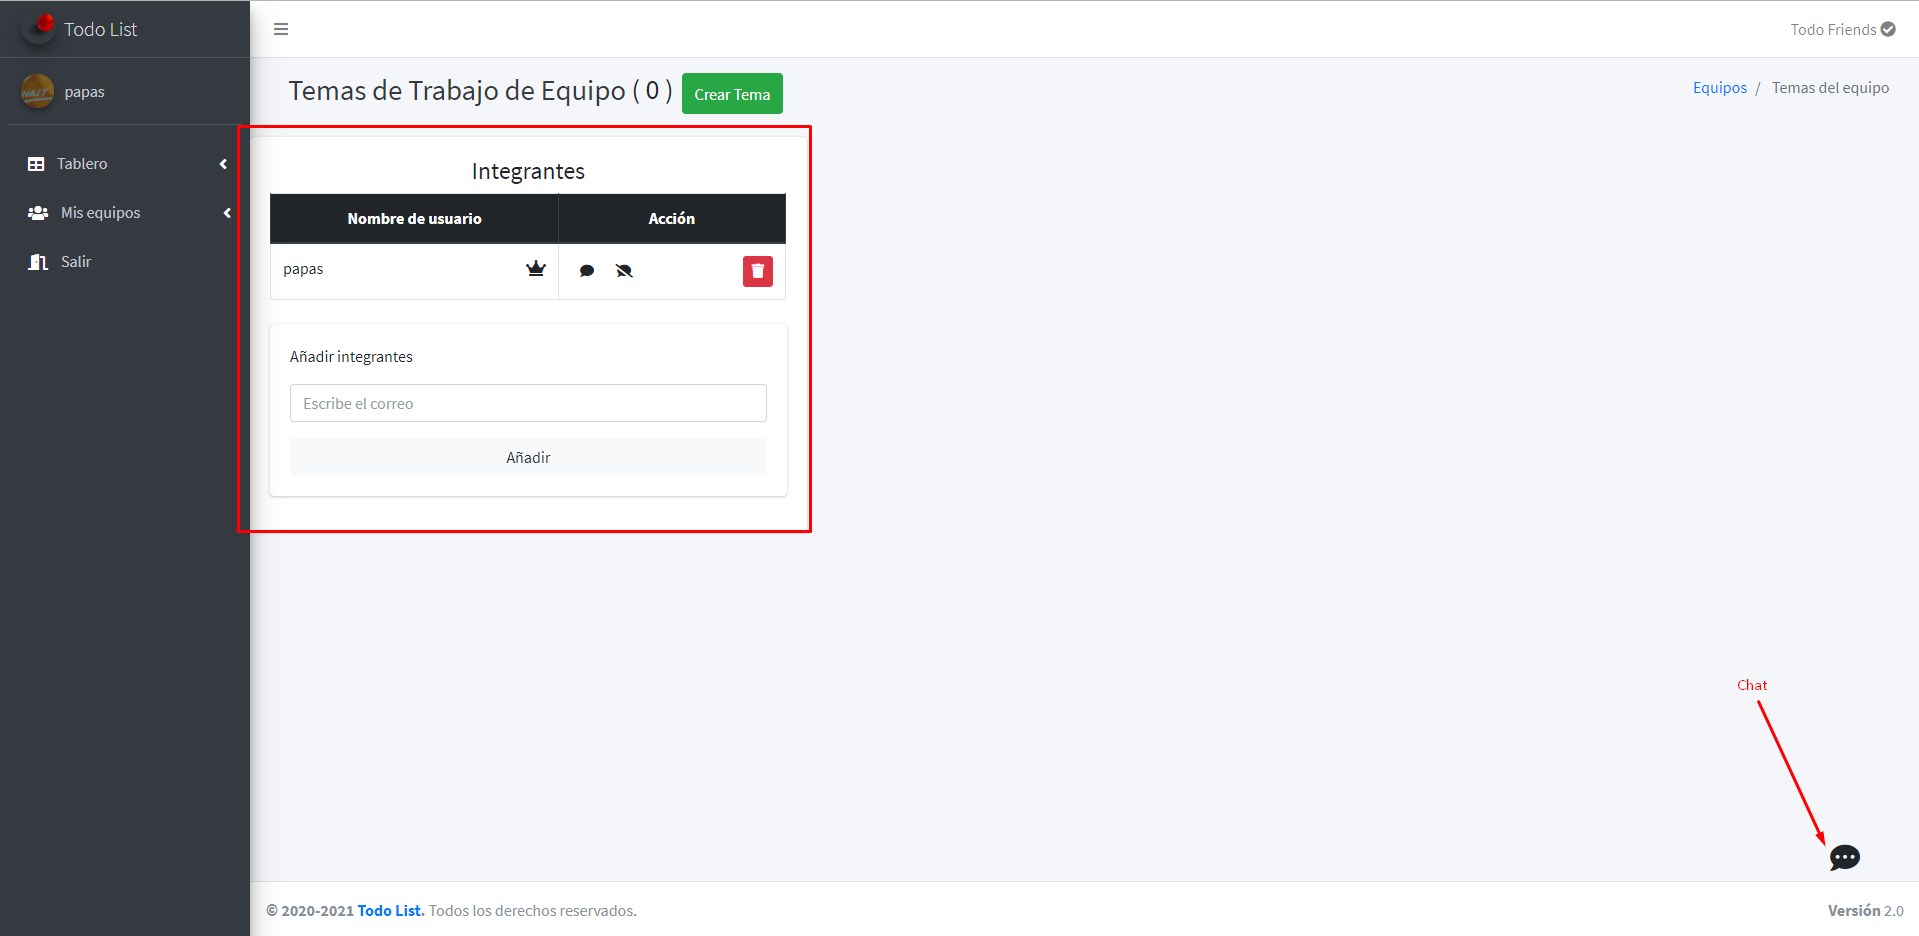 Todo List
Todo Friends
papas
Temas de Trabajo de Equipo ( 0 )
Crear Tema
Equipos / Temas del equipo
Tablero
Mis equipos
Salir
Integrantes
Nombre de usuario
Acción
papas
Añadir integrantes
Escribe el correo
Añadir
Chat
© 2020-2021 Todo List. Todos los derechos reservados.
Versión 2.0